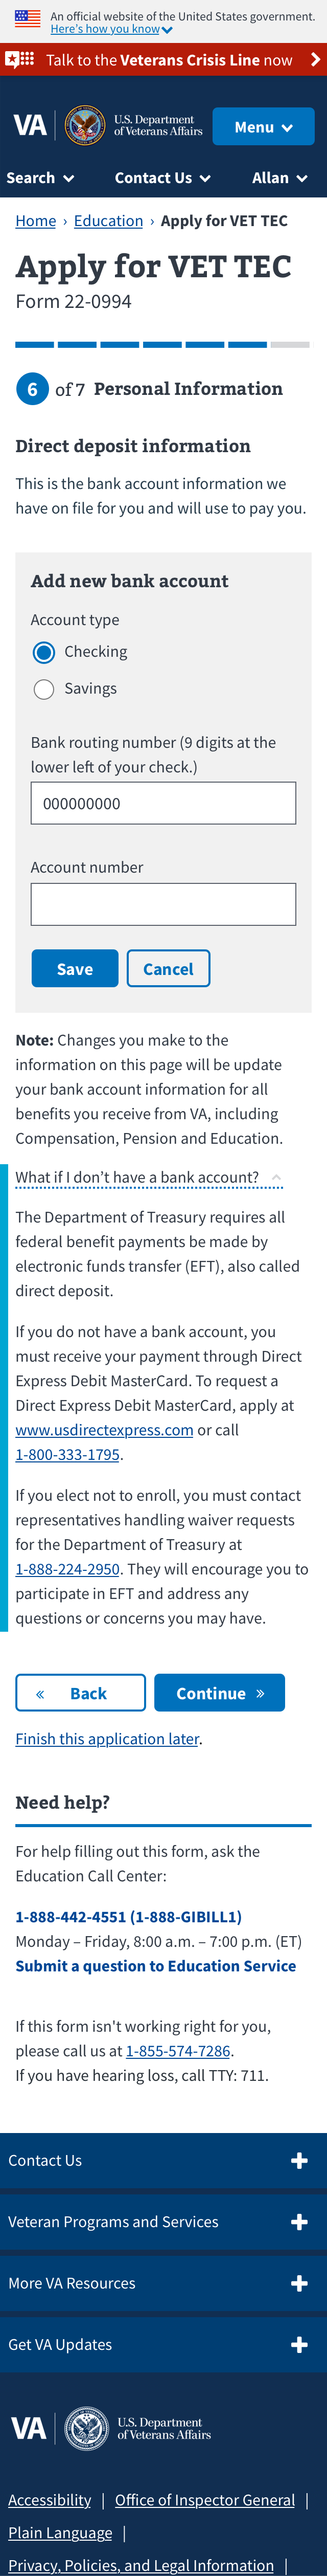 An official website of the United States government.
Here's how you know
Talk to the Veterans Crisis Line now
VA
U.S. Department
of Veterans Affairs
Menu
Search
Contact Us
Allan
Home › Education › Apply for VET TEC
Apply for VET TEC
Form 22-0994
6 of 7 Personal Information
Direct deposit information
This is the bank account information we
have on file for you and will use to pay you.
Add new bank account
Account type
Checking
Savings
Bank routing number (9 digits at the
lower left of your check.)
000000000
Account number
Save
Cancel
Note: Changes you make to the
information on this page will be update
your bank account information for all
benefits you receive from VA, including
Compensation, Pension and Education.
What if I don't have a bank account?
The Department of Treasury requires all
federal benefit payments be made by
electronic funds transfer (EFT), also called
direct deposit.
If you do not have a bank account, you
must receive your payment through Direct
Express Debit MasterCard. To request a
Direct Express Debit MasterCard, apply at
www.usdirectexpress.com or call
1-800-333-1795.
If you elect not to enroll, you must contact
representatives handling waiver requests
for the Department of Treasury at
1-888-224-2950. They will encourage you to
participate in EFT and address any
questions or concerns you may have.
« Back
Continue »
Finish this application later.
Need help?
For help filling out this form, ask the
Education Call Center:
1-888-442-4551 (1-888-GIBILL1)
Monday – Friday, 8:00 a.m. – 7:00 p.m. (ET)
Submit a question to Education Service
If this form isn't working right for you,
please call us at 1-855-574-7286.
If you have hearing loss, call TTY: 711.
Contact Us
Veteran Programs and Services
More VA Resources
Get VA Updates
VA
U.S. Department
of Veterans Affairs
Accessibility | Office of Inspector General |
Plain Language |
Privacy, Policies, and Legal Information |